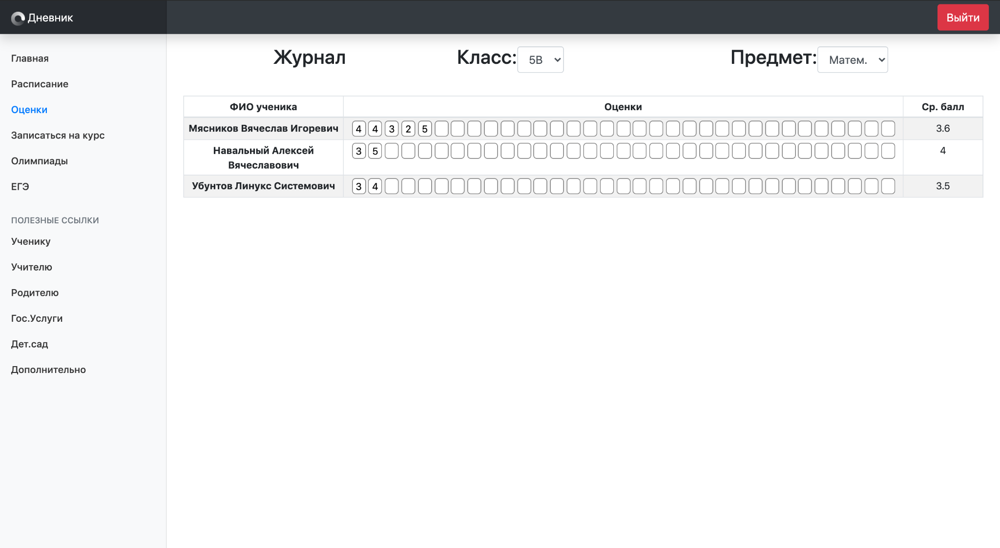 Дневник
Выйти
Главная
Расписание
Оценки
Записаться на курс
Олимпиады
ЕГЭ
ПОЛЕЗНЫЕ ССЫЛКИ
Ученику
Учителю
Родителю
Гос.Услуги
Дет.сад
Дополнительно
Журнал
Класс: 5В
Предмет: Матем.
ФИО ученика Оценки Ср. балл
Мясников Вячеслав Игоревич 4 4 3 2 5 3.6
Навальный Алексей 3 5 4
Вячеславович
Убунтов Линукс Системович 3 4 3.5